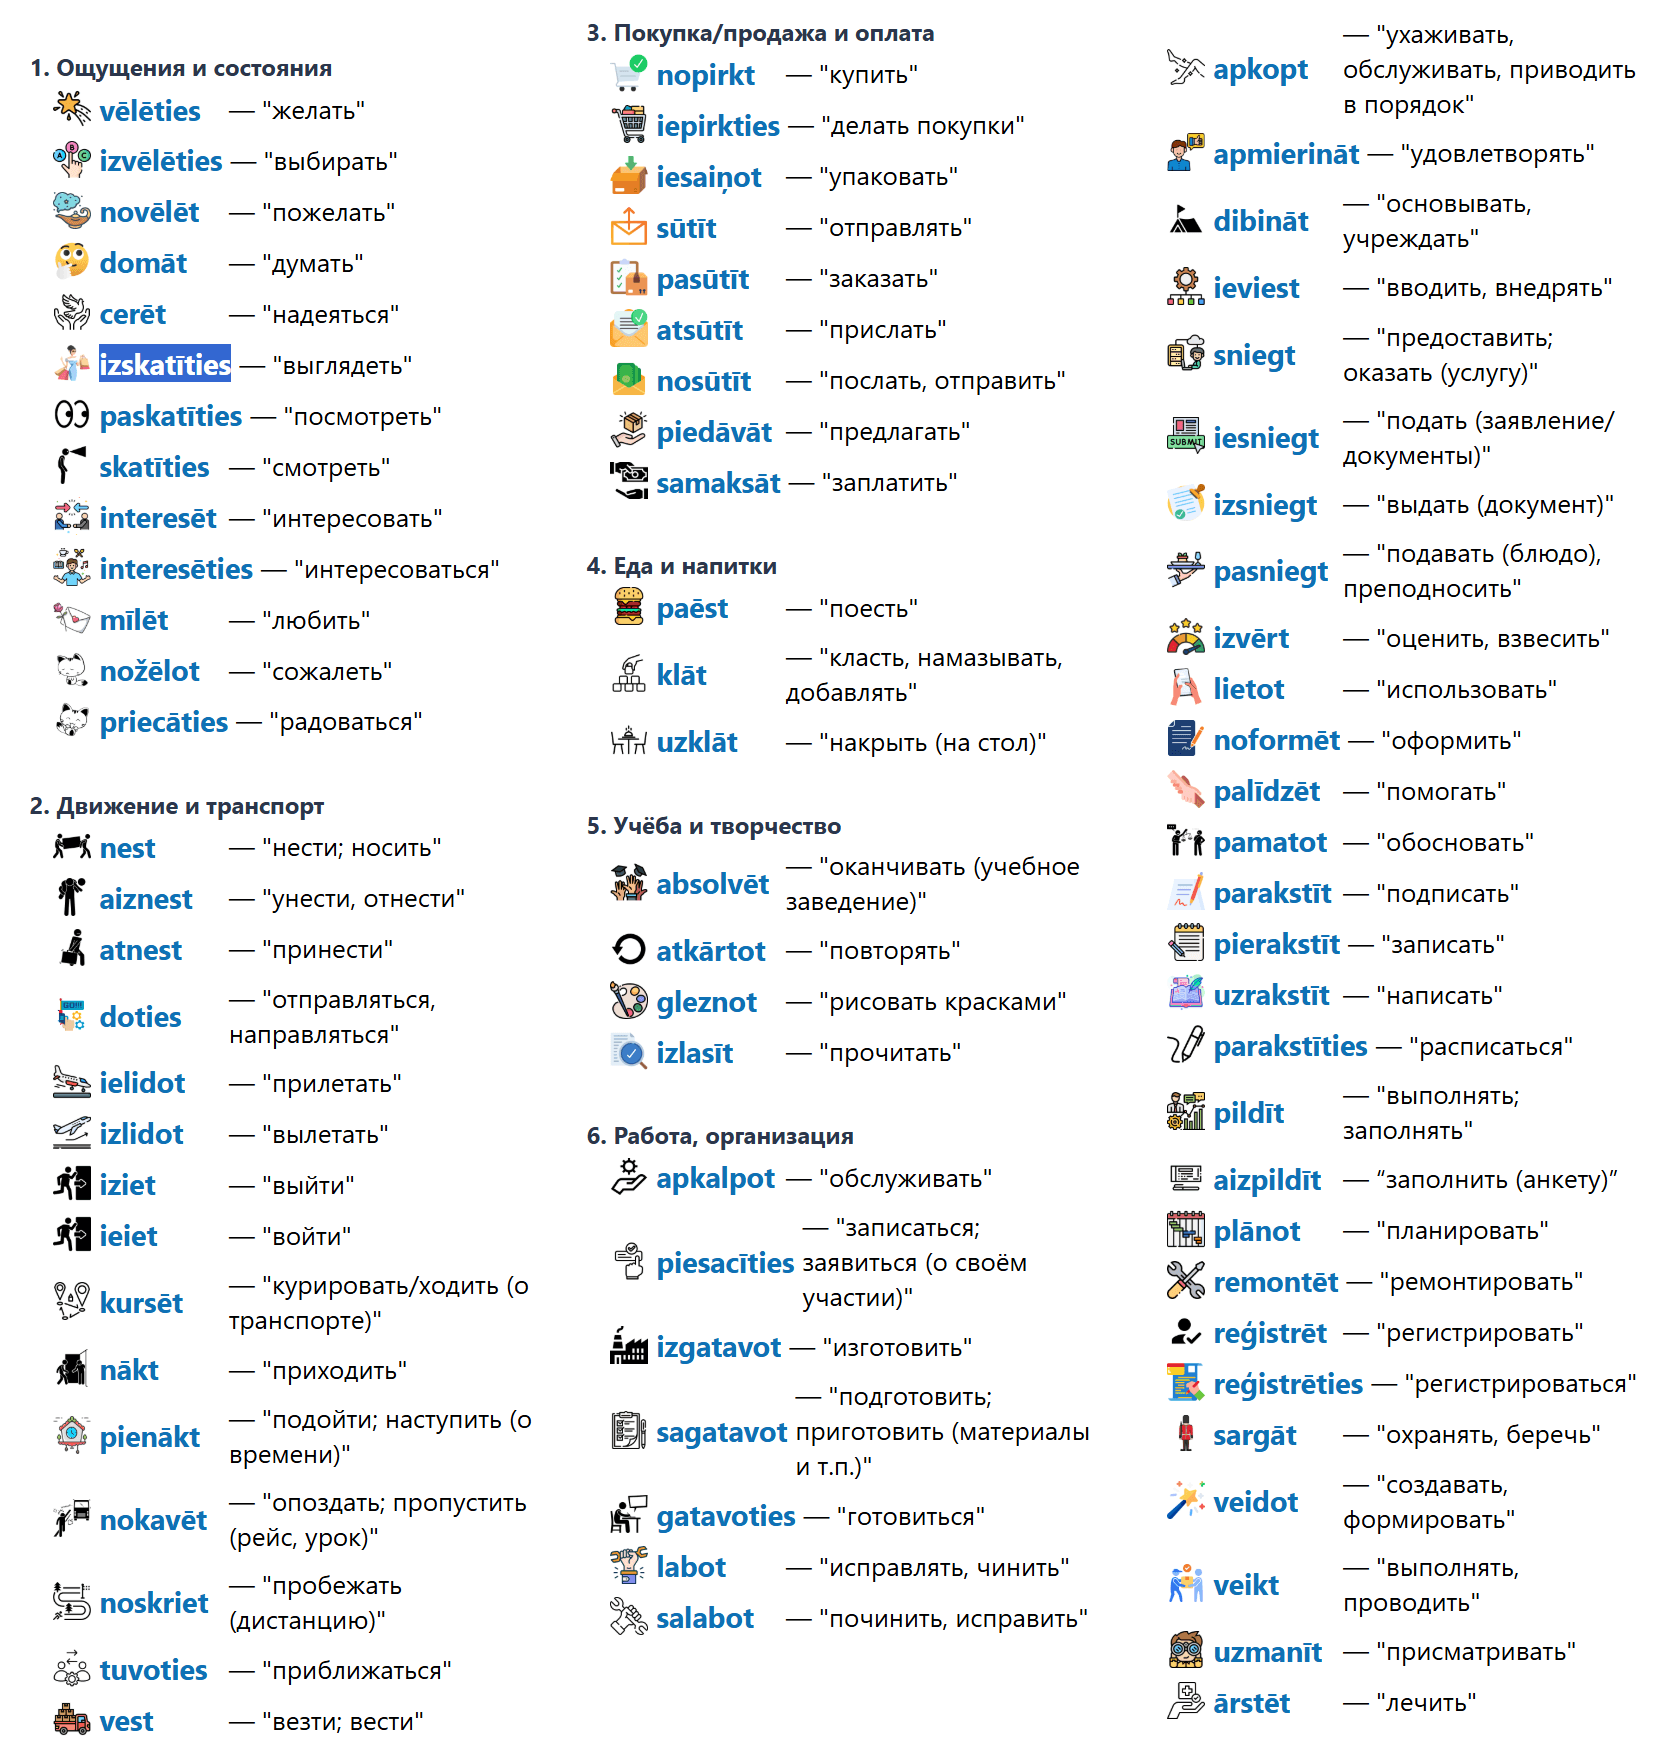 1. Ощущения и состояния
vēlēties — "желать"
izvēlēties — "выбирать"
novēlēt — "пожелать"
domāt — "думать"
cerēt — "надеяться"
izskatīties — "выглядеть"
paskatīties — "посмотреть"
skatīties — "смотреть"
interesēt — "интересовать"
interesēties — "интересоваться"
mīlēt — "любить"
nožēlot — "сожалеть"
priecāties — "радоваться"
2. Движение и транспорт
nest — "нести; носить"
aiznest — "унести, отнести"
atnest — "принести"
doties — "отправляться,
направляться"
ielidot — "прилетать"
izlidot — "вылетать"
iziet — "выйти"
ieiet — "войти"
kursēt — "курировать/ходить (о
транспорте)"
nākt — "приходить"
pienākt — "подойти; наступить (о
времени)"
nokavēt — "опоздать; пропустить
(рейс, урок)"
noskriet — "пробежать
(дистанцию)"
tuvoties — "приближаться"
vest — "везти; вести"
3. Покупка/продажа и оплата
nopirkt — "купить"
iepirkties — "делать покупки"
iesaiņot — "упаковать"
sūtīt — "отправлять"
pasūtīt — "заказать"
atsūtīt — "прислать"
nosūtīt — "послать, отправить"
piedāvāt — "предлагать"
samaksāt — "заплатить"
4. Еда и напитки
paēst — "поесть"
klāt — "класть, намазывать,
добавлять"
uzklāt — "накрыть (на стол)"
5. Учёба и творчество
absolvēt — "оканчивать (учебное
заведение)"
atkārtot — "повторять"
gleznot — "рисовать красками"
izlasīt — "прочитать"
6. Работа, организация
apkalpot — "обслуживать"
piesacīties — "записаться;
заявиться (о своём
участии)"
izgatavot — "изготовить"
sagatavot — "подготовить;
приготовить (материалы
и т.п.)"
gatavoties — "готовиться"
labot — "исправлять, чинить"
salabot — "починить, исправить"
apkopt — "ухаживать,
обслуживать, приводить
в порядок"
apmierināt — "удовлетворять"
dibināt — "основывать,
учреждать"
ieviest — "вводить, внедрять"
sniegt — "предоставить;
оказать (услугу)"
SUBMIT
iesniegt — "подать (заявление/
документы)"
izsniegt — "выдать (документ)"
pasniegt — "подавать (блюдо),
преподносить"
izvērt — "оценить, взвесить"
lietot — "использовать"
noformēt — "оформить"
palīdzēt — "помогать"
pamatot — "обосновать"
parakstīt — "подписать"
pierakstīt — "записать"
uzrakstīt — "написать"
parakstīties — "расписаться"
pildīt — "выполнять;
заполнять"
aizpildīt — “заполнить (анкету)”
plānot — "планировать"
remontēt — "ремонтировать"
reģistrēt — "регистрировать"
reģistrēties — "регистрироваться"
sargāt — "охранять, беречь"
veidot — "создавать,
формировать"
veikt — "выполнять,
проводить"
uzmanīt — "присматривать"
ārstēt — "лечить"